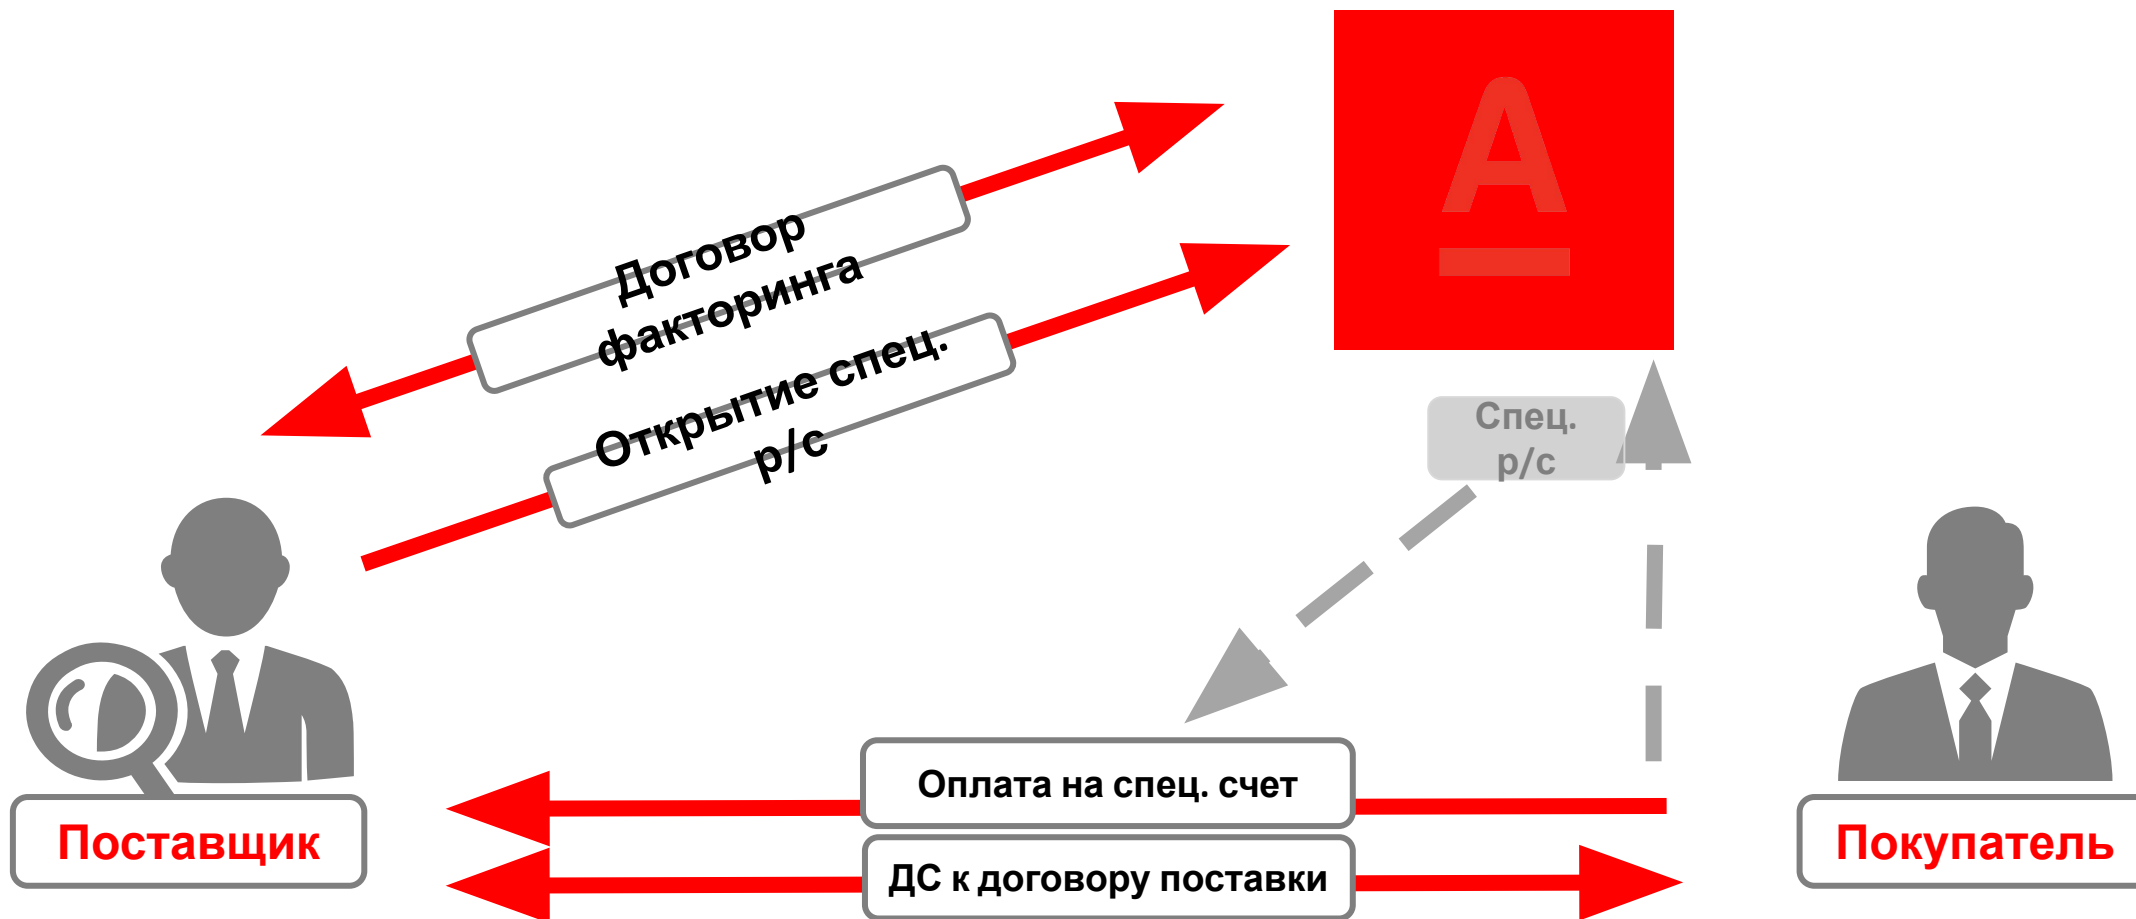 А
Договор
факторинга
Открытие спец.
р/с
Спец.
р/с
Оплата на спец. счет
ДС к договору поставки
Поставщик
Покупатель